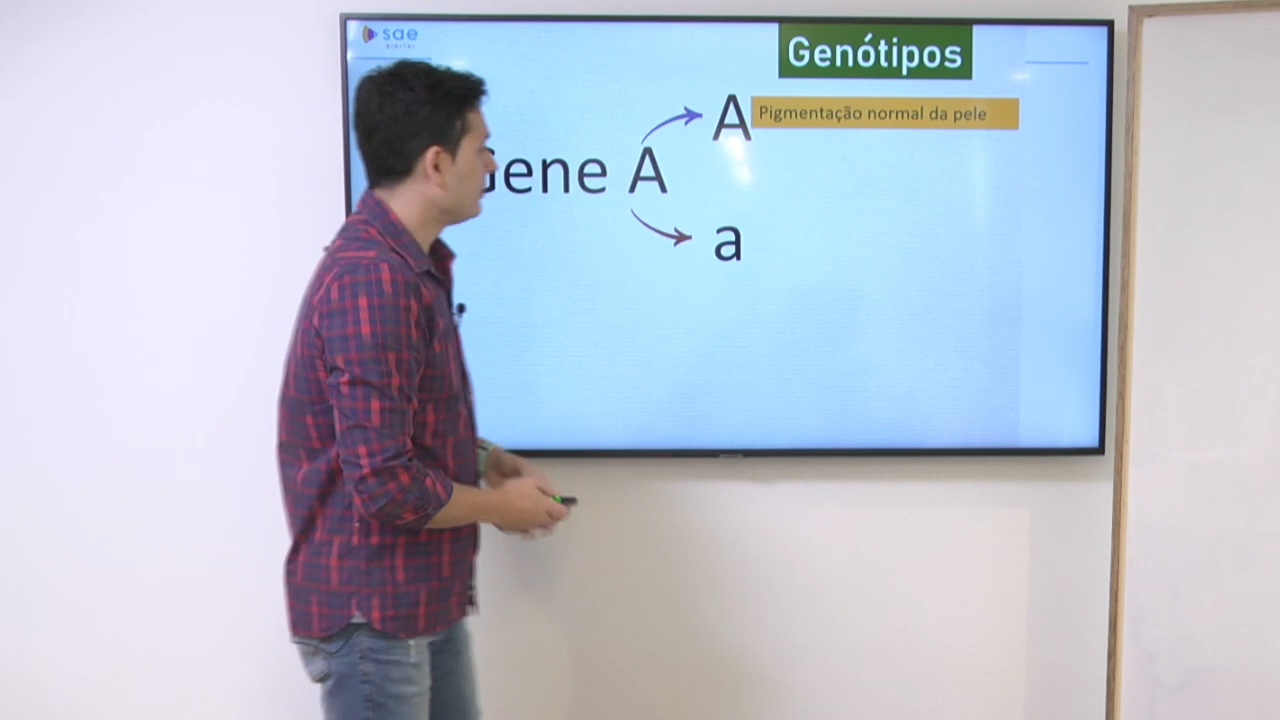 sae
DIGITAL
Genótipos
A Pigmentação normal da pele
Gene A
a